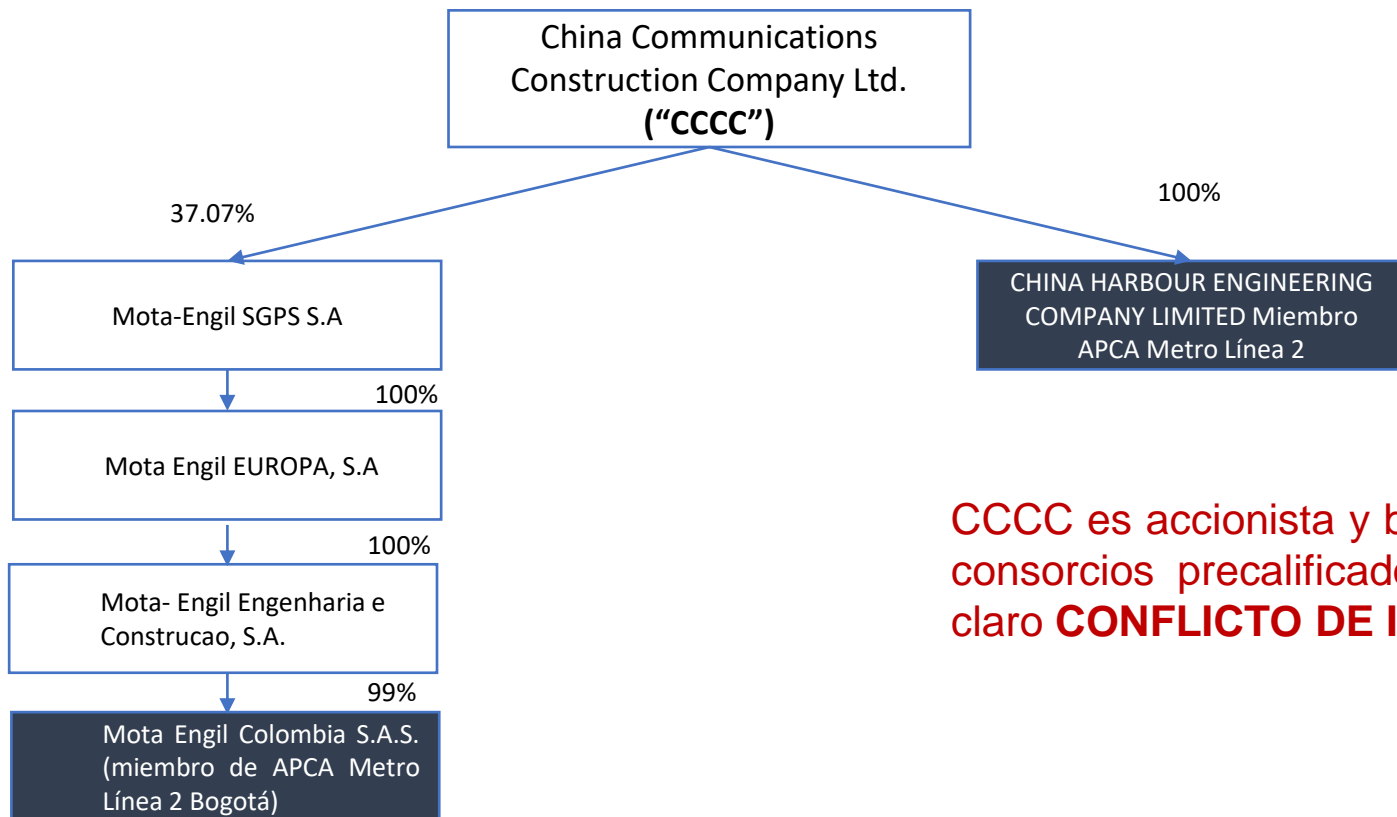 China Communications
Construction Company Ltd.
(“CCCC”)
37.07%
100%
Mota-Engil SGPS S.A
CHINA HARBOUR ENGINEERING
COMPANY LIMITED Miembro
APCA Metro Línea 2
100%
Mota Engil EUROPA, S.A
100%
Mota- Engil Engenharia e
Construcao, S.A.
99%
Mota Engil Colombia S.A.S.
(miembro de APCA Metro
Línea 2 Bogotá)
CCCC es accionista y
consorcios
claro CONFLICTO DE